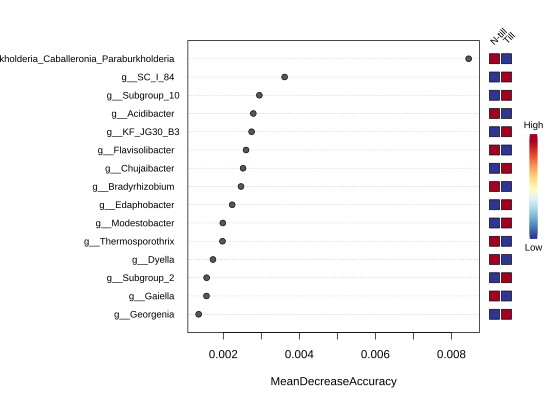 N-till Till
kholderia_Caballeronia_Paraburkholderia
g__SC_I_84
g__Subgroup_10
g__Acidibacter
g__KF_JG30_B3
g__Flavisolibacter
g__Chujaibacter
g__Bradyrhizobium
g__Edaphobacter
g__Modestobacter
g__Thermosporothrix
g__Dyella
g__Subgroup_2
g__Gaiella
g__Georgenia
High
Low
0.002 0.004 0.006 0.008
MeanDecreaseAccuracy